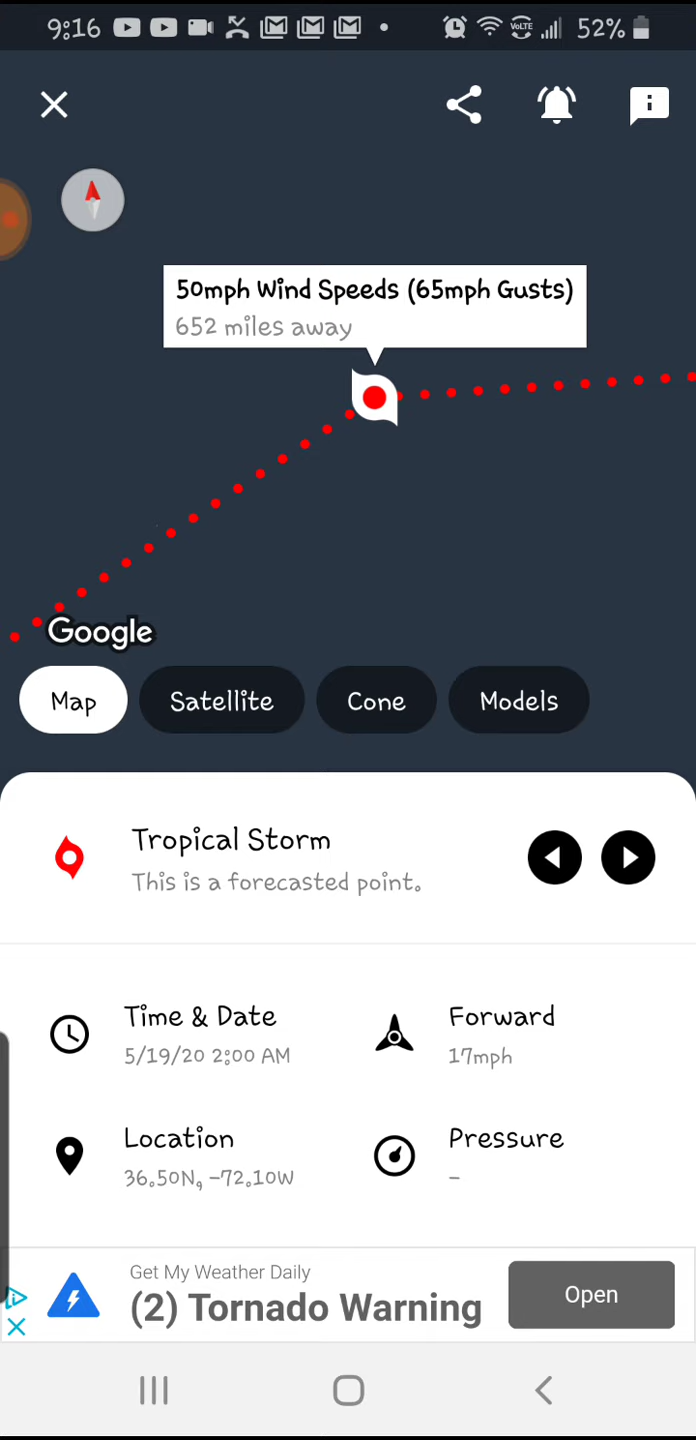 9:16 VoLTE 52%
50mph Wind Speeds (65mph Gusts)
652 miles away
Google
Map Satellite Cone Models
Tropical Storm
This is a forecasted point.
Time & Date Forward
5/19/20 2:00 AM 17mph
Location Pressure
36.50N, -72.10W -
Get My Weather Daily
(2) Tornado Warning
Open